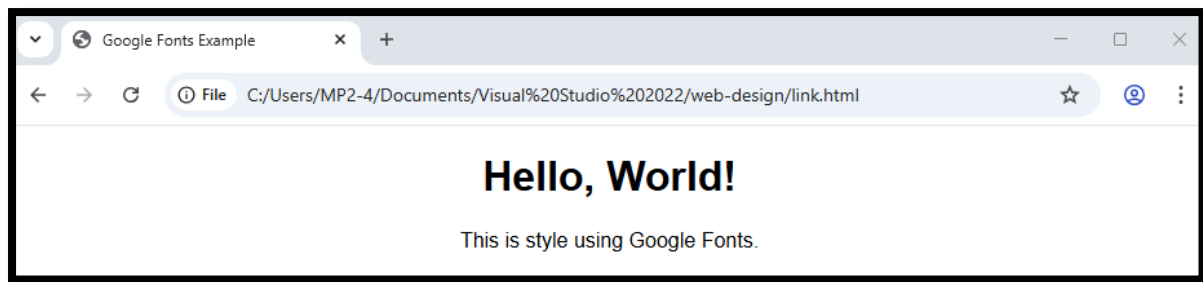 Google Fonts Example
File C:/Users/MP2-4/Documents/Visual%20Studio%202022/web-design/link.html
Hello, World!
This is style using Google Fonts.